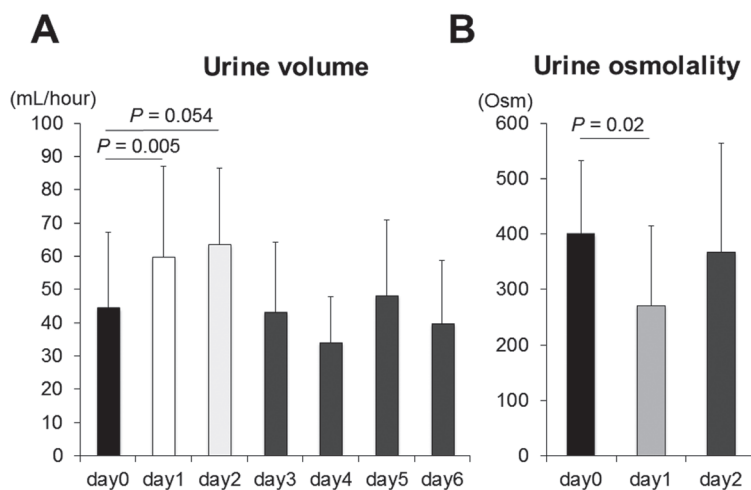 A
Urine volume
(mL/hour)
P = 0.054
P = 0.005
100
90
80
70
60
50
40
30
20
10
0
day0 day1 day2 day3 day4 day5 day6
B
Urine osmolality
(Osm)
P = 0.02
600
500
400
300
200
100
0
day0 day1 day2